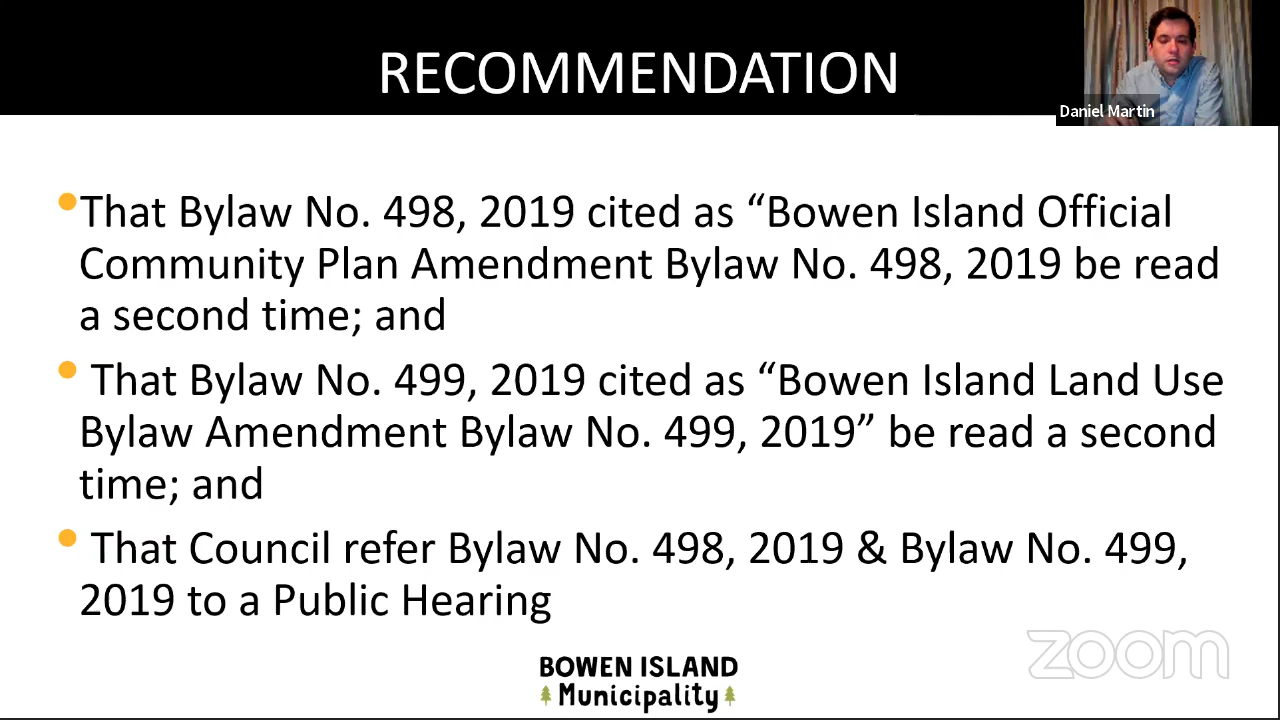 RECOMMENDATION
Daniel Martin
•That Bylaw No. 498, 2019 cited as “Bowen Island Official
Community Plan Amendment Bylaw No. 498, 2019 be read
a second time; and
• That Bylaw No. 499, 2019 cited as “Bowen Island Land Use
Bylaw Amendment Bylaw No. 499, 2019” be read a second
time; and
• That Council refer Bylaw No. 498, 2019 & Bylaw No. 499,
2019 to a Public Hearing
zoom
BOWEN ISLAND
Municipality